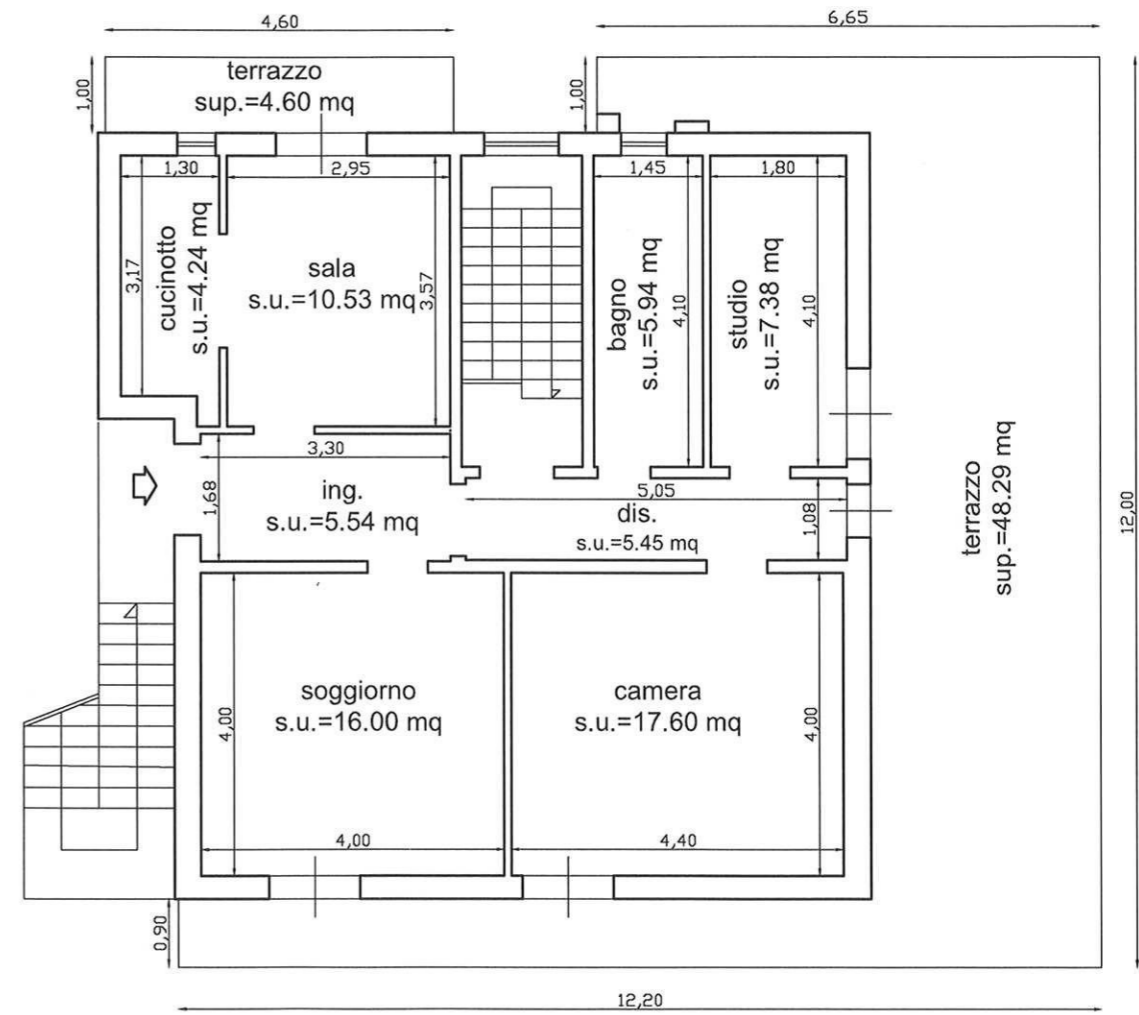 4,60
6,65
1,00
terrazzo
sup.=4.60 mq
1,00
1,30
2,95
1,45
1,80
3,17
cucinotto
s.u.=4.24 mq
sala
s.u.=10.53 mq
3,57
bagno
s.u.=5.94 mq
4,10
studio
s.u.=7.38 mq
4,10
3,30
1,68
ing.
s.u.=5.54 mq
5,05
dis.
s.u.=5.45 mq
1,08
terrazzo
sup.=48.29 mq
12,00
soggiorno
s.u.=16.00 mq
4,00
4,00
camera
s.u.=17.60 mq
4,00
4,40
0,90
12,20